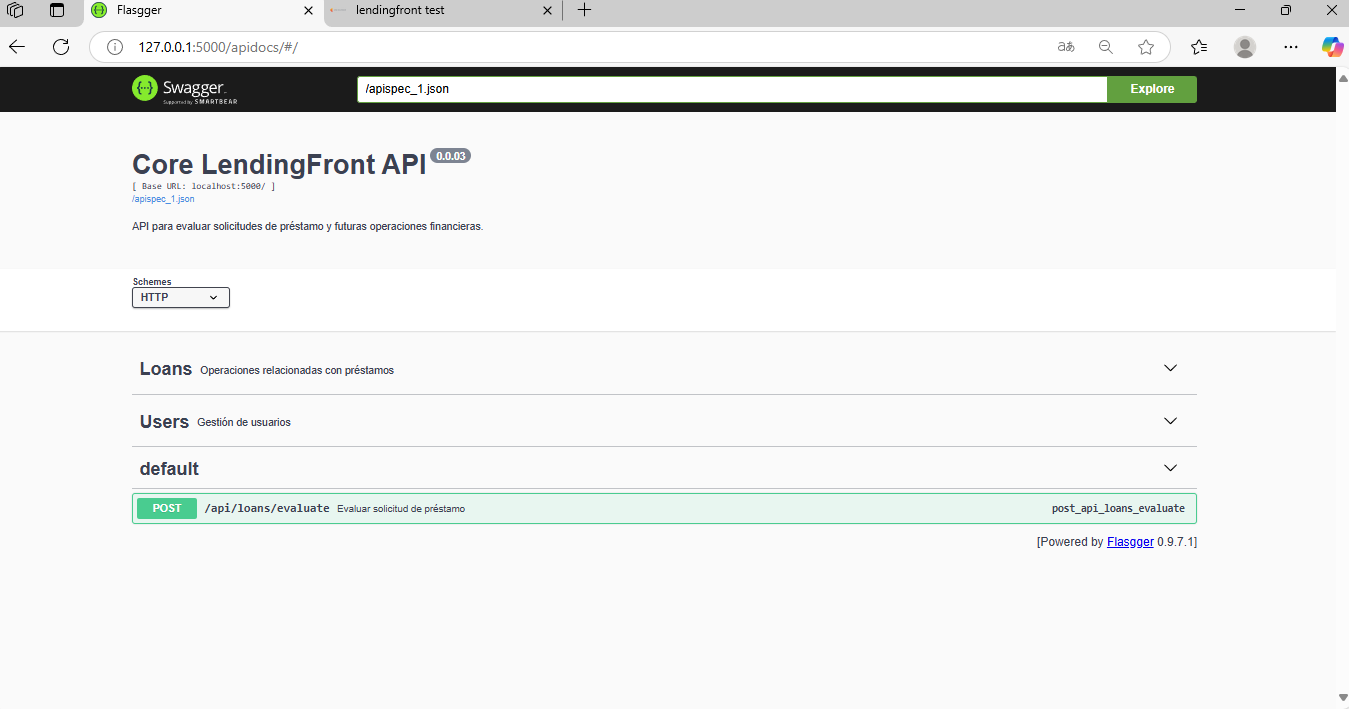 Flasgger
lendingfront test
127.0.0.1:5000/apidocs/#/
Swagger
Supported by SMARTBEAR
/apispec_1.json
Explore
Core LendingFront API 0.0.03
[ Base URL: localhost:5000/ ]
/apispec_1.json
API para evaluar solicitudes de préstamo y futuras operaciones financieras.
Schemes
HTTP
Loans Operaciones relacionadas con préstamos
Users Gestión de usuarios
default
POST /api/loans/evaluate Evaluar solicitud de préstamo post_api_loans_evaluate
[Powered by Flasgger 0.9.7.1]